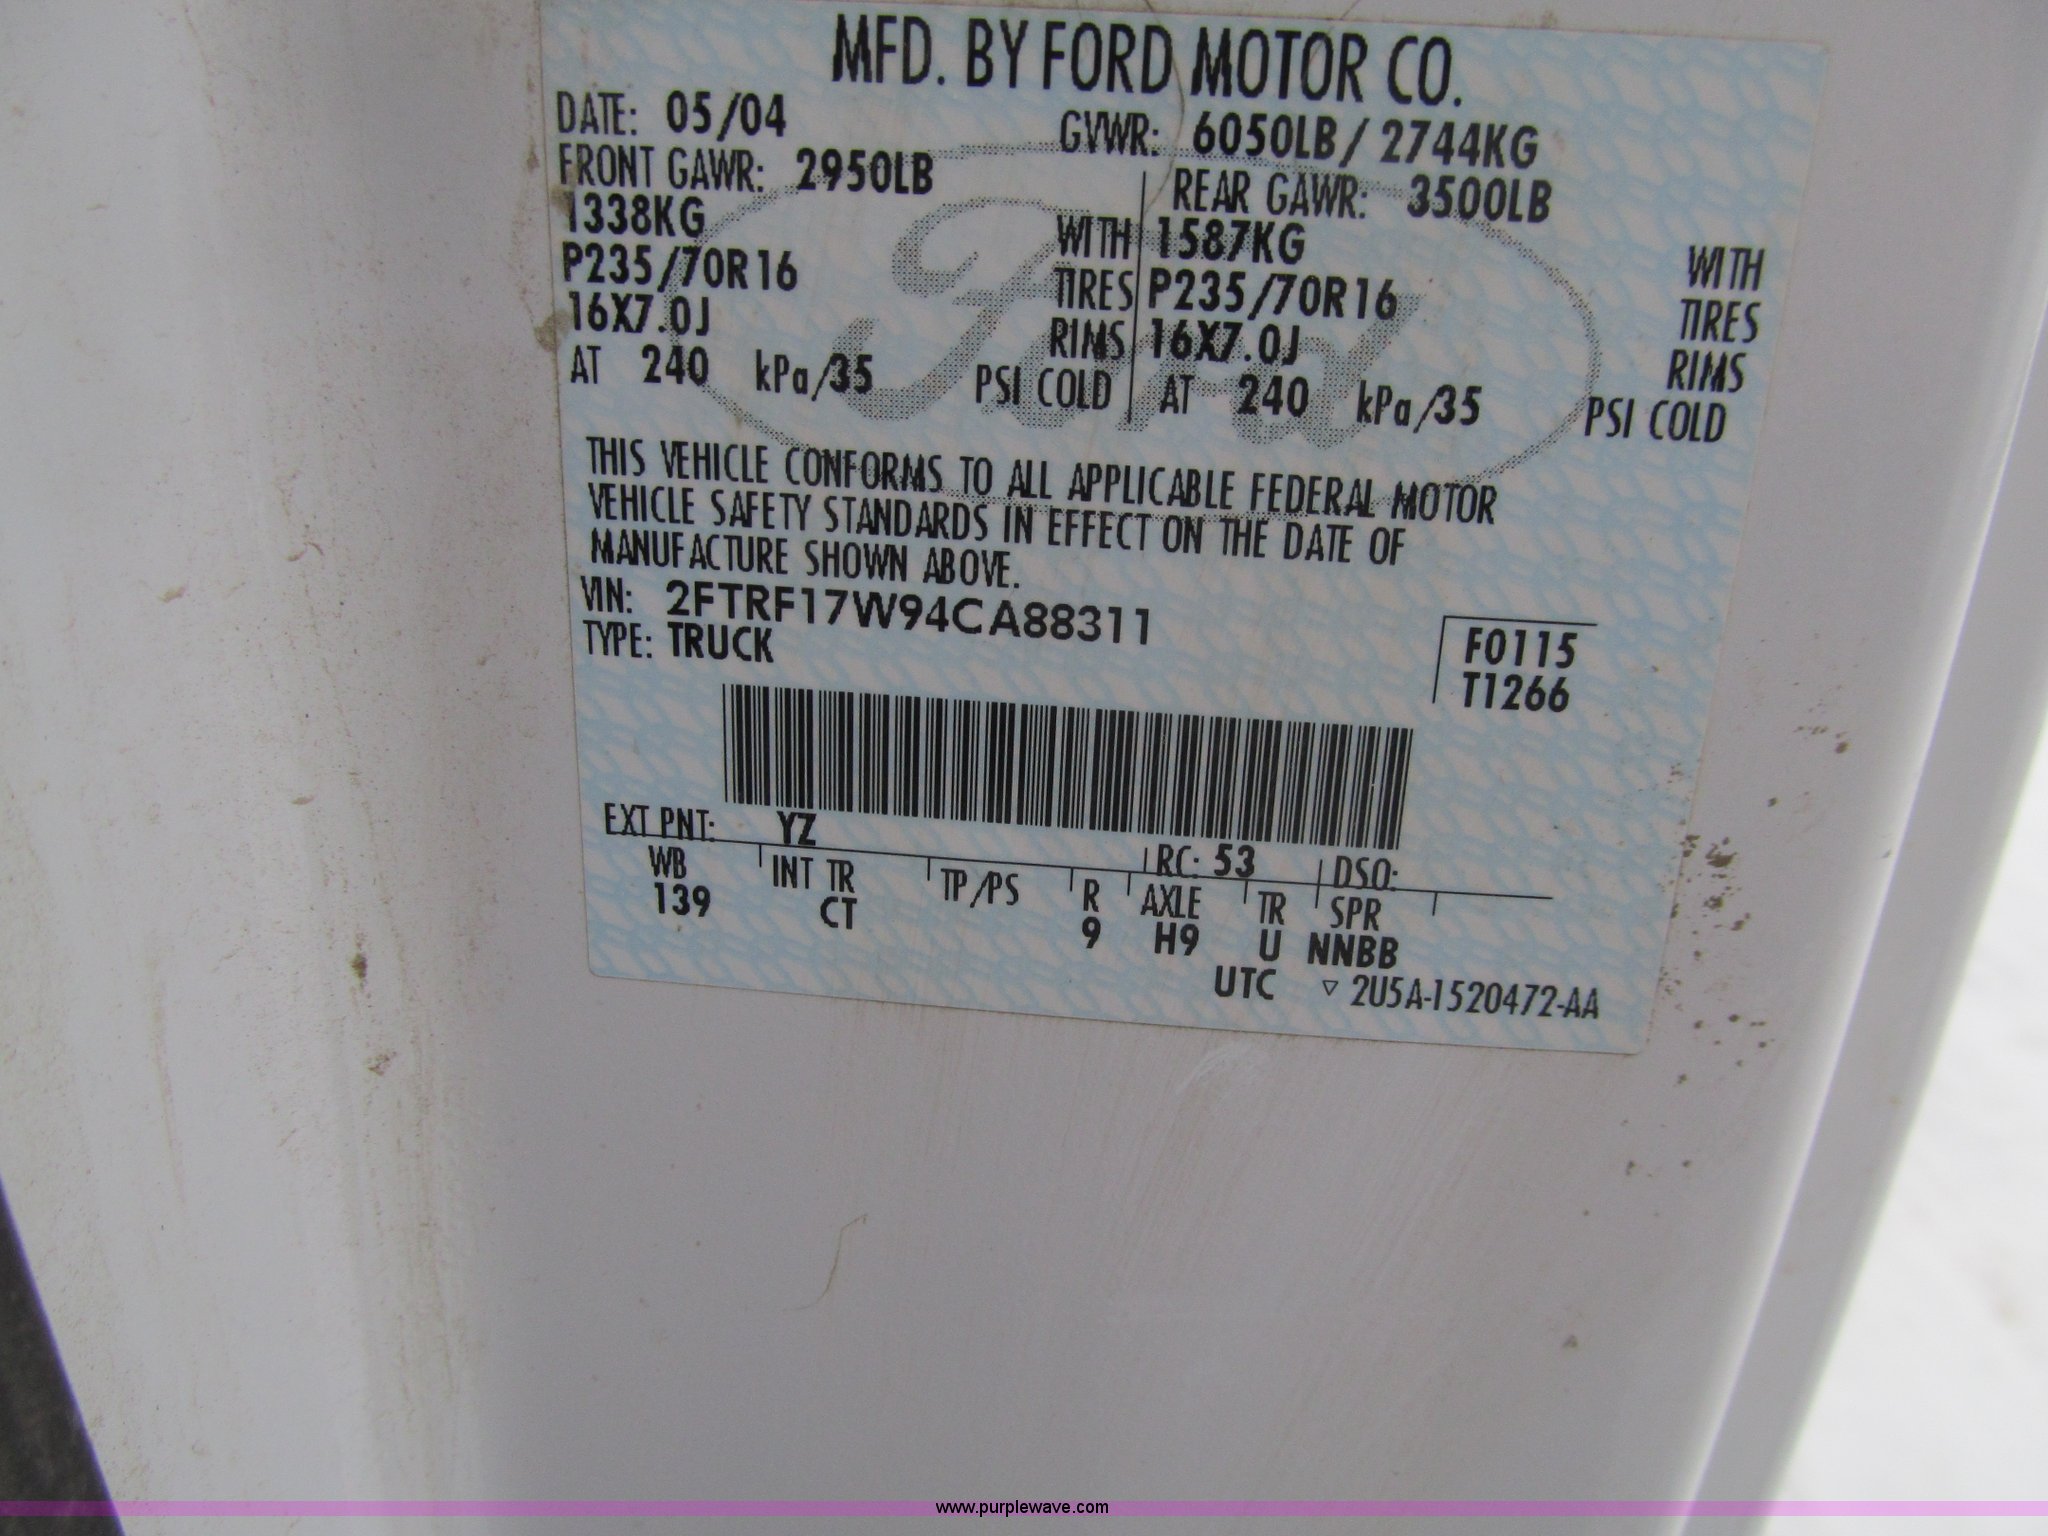 MFD. BY FORD MOTOR CO.
DATE: 05/04 GVWR: 6050LB/2744KG
FRONT GAWR: 2950LB REAR GAWR: 3500LB
1338KG WITH 1587KG WITH
P235/70R16 TIRES P235/70R16 TIRES
16X7.0J RIMS 16X7.0J RIMS
AT 240 kPa/35 PSI COLD AT 240 kPa/35 PSI COLD
Ford
THIS VEHICLE CONFORMS TO ALL APPLICABLE FEDERAL MOTOR
VEHICLE SAFETY STANDARDS IN EFFECT ON THE DATE OF
MANUFACTURE SHOWN ABOVE.
VIN: 2FTRF17W94CA88311
TYPE: TRUCK
F0115
T1266
EXT PNT: YZ RC: 53 DSO:
WB INT TR TP/PS R AXLE TR SPR
139 CT 9 H9 U NNBB
UTC ▽ 2U5A-1520472-AA
www.purplewave.com